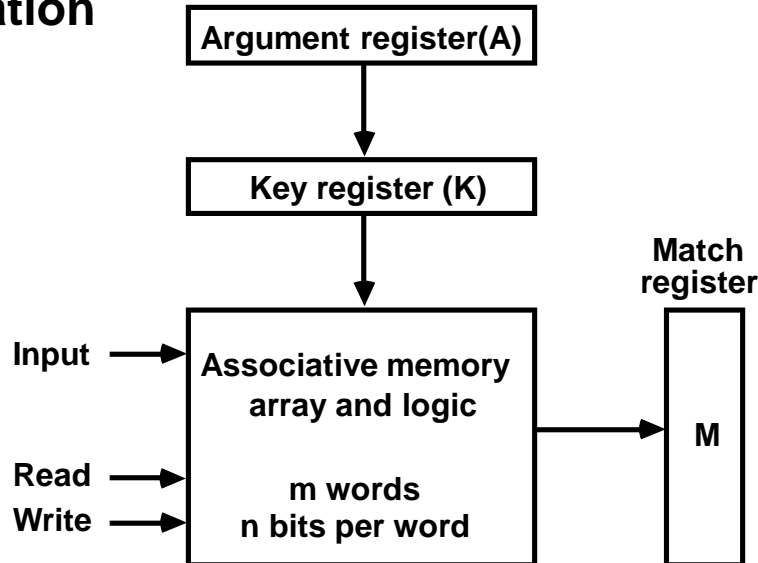 ation
Argument register(A)
Key register (K)
Match
register
Input
Associative memory
array and logic
M
Read
m words
Write
n bits per word